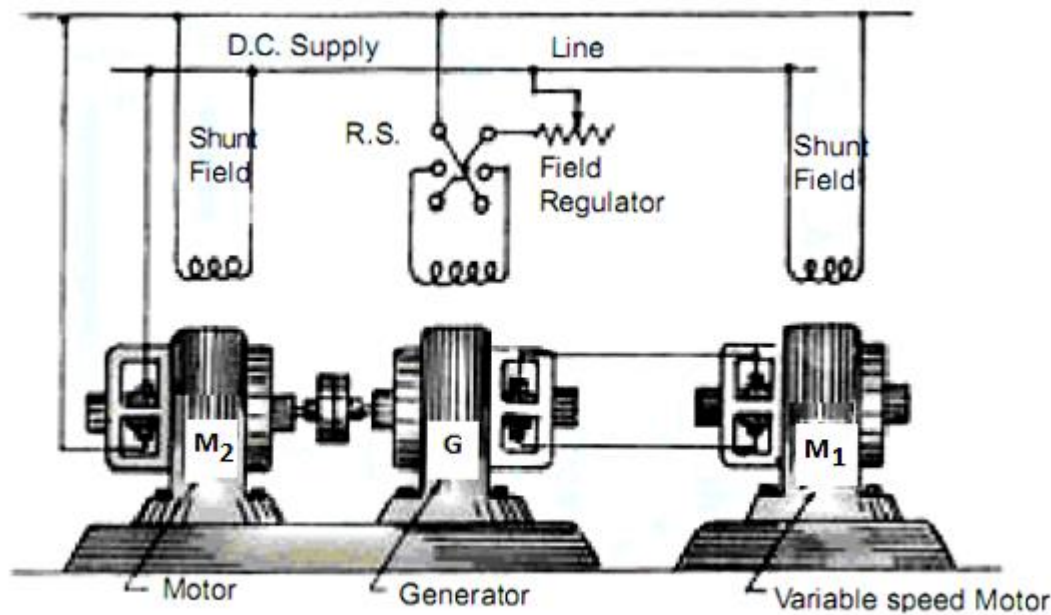 D.C. Supply Line
Shunt
Field
R.S.
Field
Regulator
Shunt
Field
M2
G
M1
Motor
Generator
Variable speed Motor